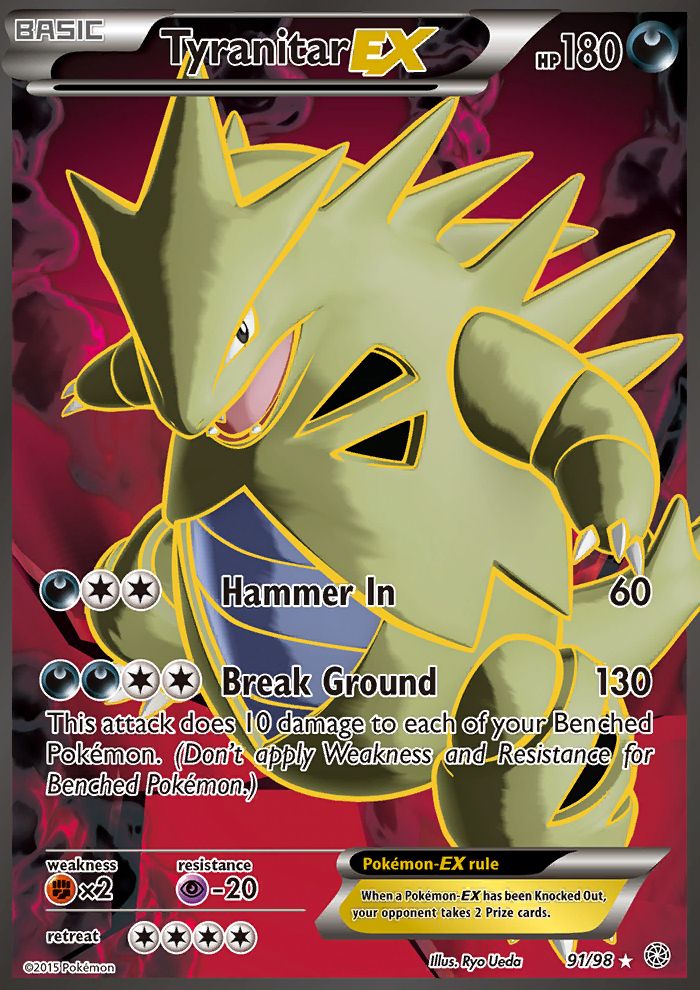 BASIC
Tyranitar EX
HP180
Hammer In 60
Break Ground 130
This attack does 10 damage to each of your Benched
Pokémon. (Don't apply Weakness and Resistance for
Benched Pokémon.)
weakness resistance
×2 -20
retreat
Pokémon-EX rule
When a Pokémon-EX has been Knocked Out,
your opponent takes 2 Prize cards.
©2015 Pokémon Illus. Ryo Ueda 91/98 ★